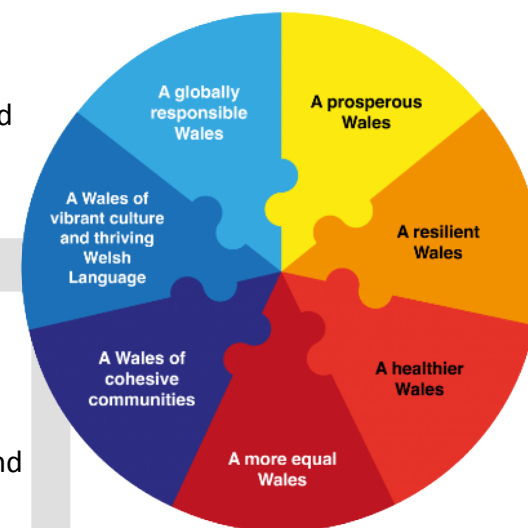 A globally
responsible
Wales
A prosperous
Wales
A resilient
Wales
A healthier
Wales
A more equal
Wales
A Wales of
cohesive
communities
A Wales of
vibrant culture
and thriving
Welsh
Language